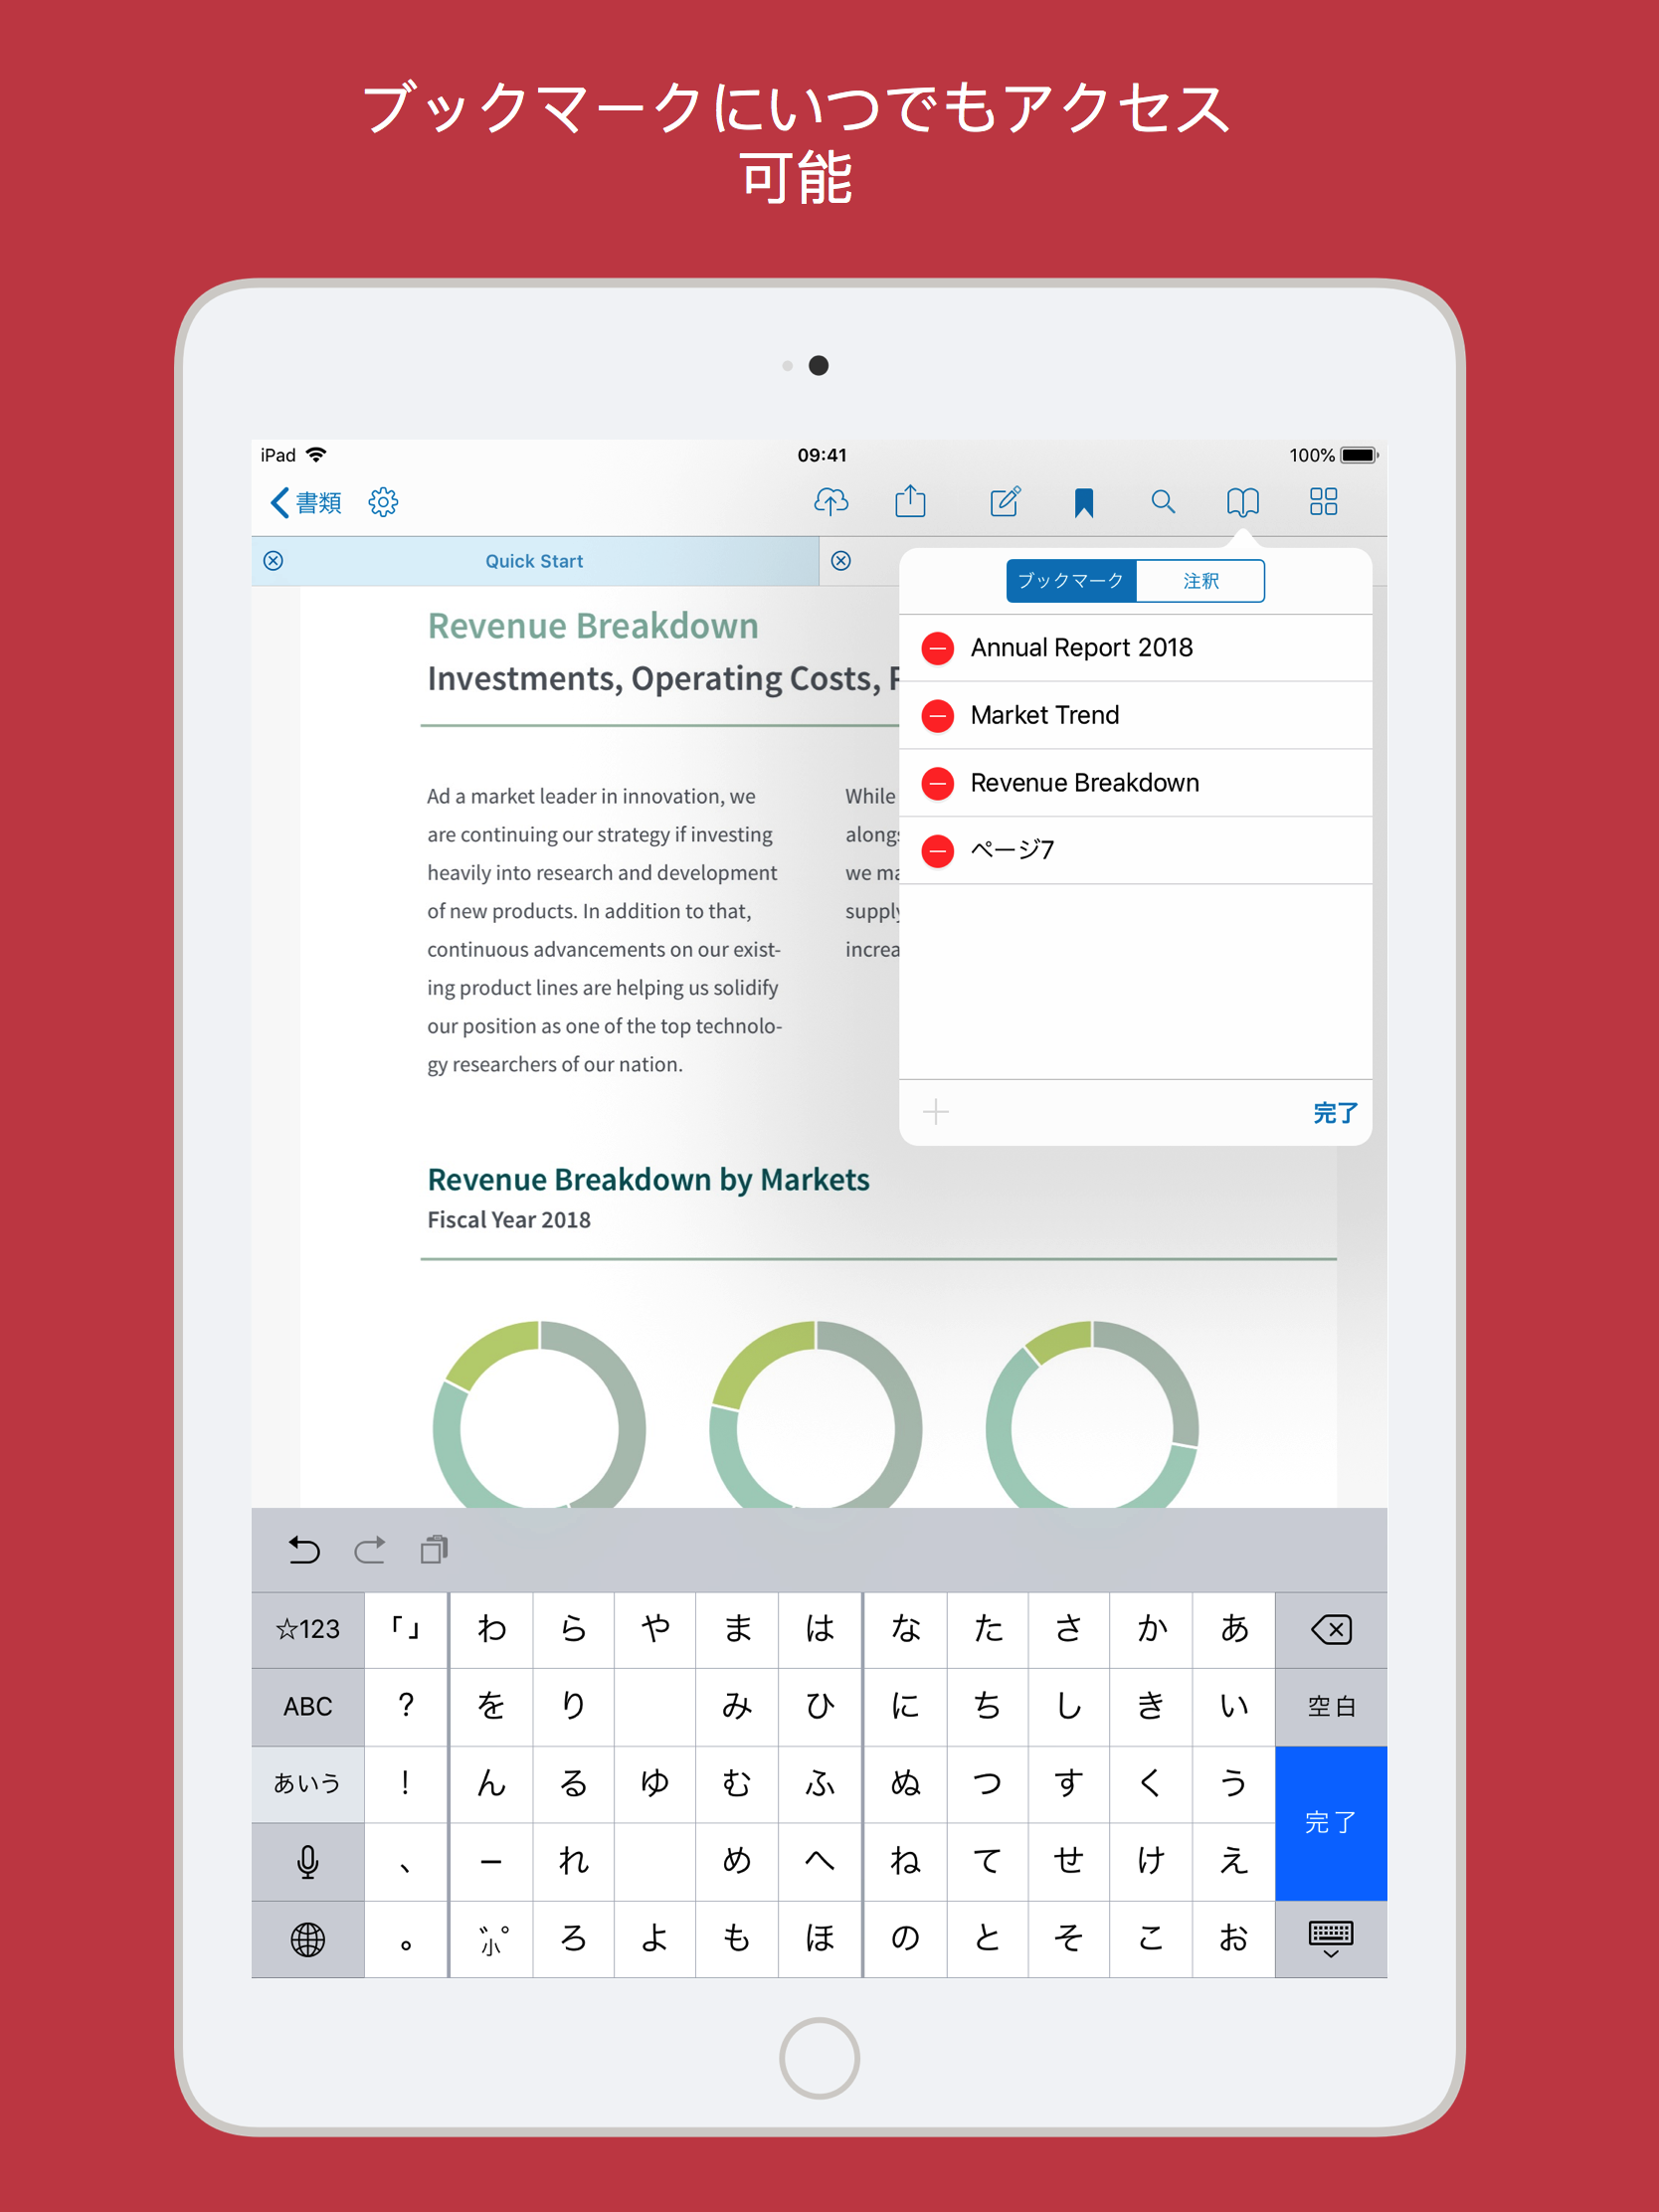 ブックマークにいつでもアクセス
可能
iPad 09:41 100%
書類
Quick Start
ブックマーク 注釈
Annual Report 2018
Market Trend
Revenue Breakdown
ページ7
完了
Revenue Breakdown
Investments, Operating Costs,
Ad a market leader in innovation, we
are continuing our strategy if investing
heavily into research and development
of new products. In addition to that,
continuous advancements on our exist-
ing product lines are helping us solidify
our position as one of the top technolo-
gy researchers of our nation.
While
we
Revenue Breakdown by Markets
Fiscal Year 2018
☆123 「」 わ ら や ま は な た さ か あ
ABC ? を り み ひ に ち し き い 空白
あいう ! ん る ゆ む ふ ぬ つ す く う
完了
、 ー れ め へ ね て せ け え
。 ゛゜小 ろ よ も ほ の と そ こ お